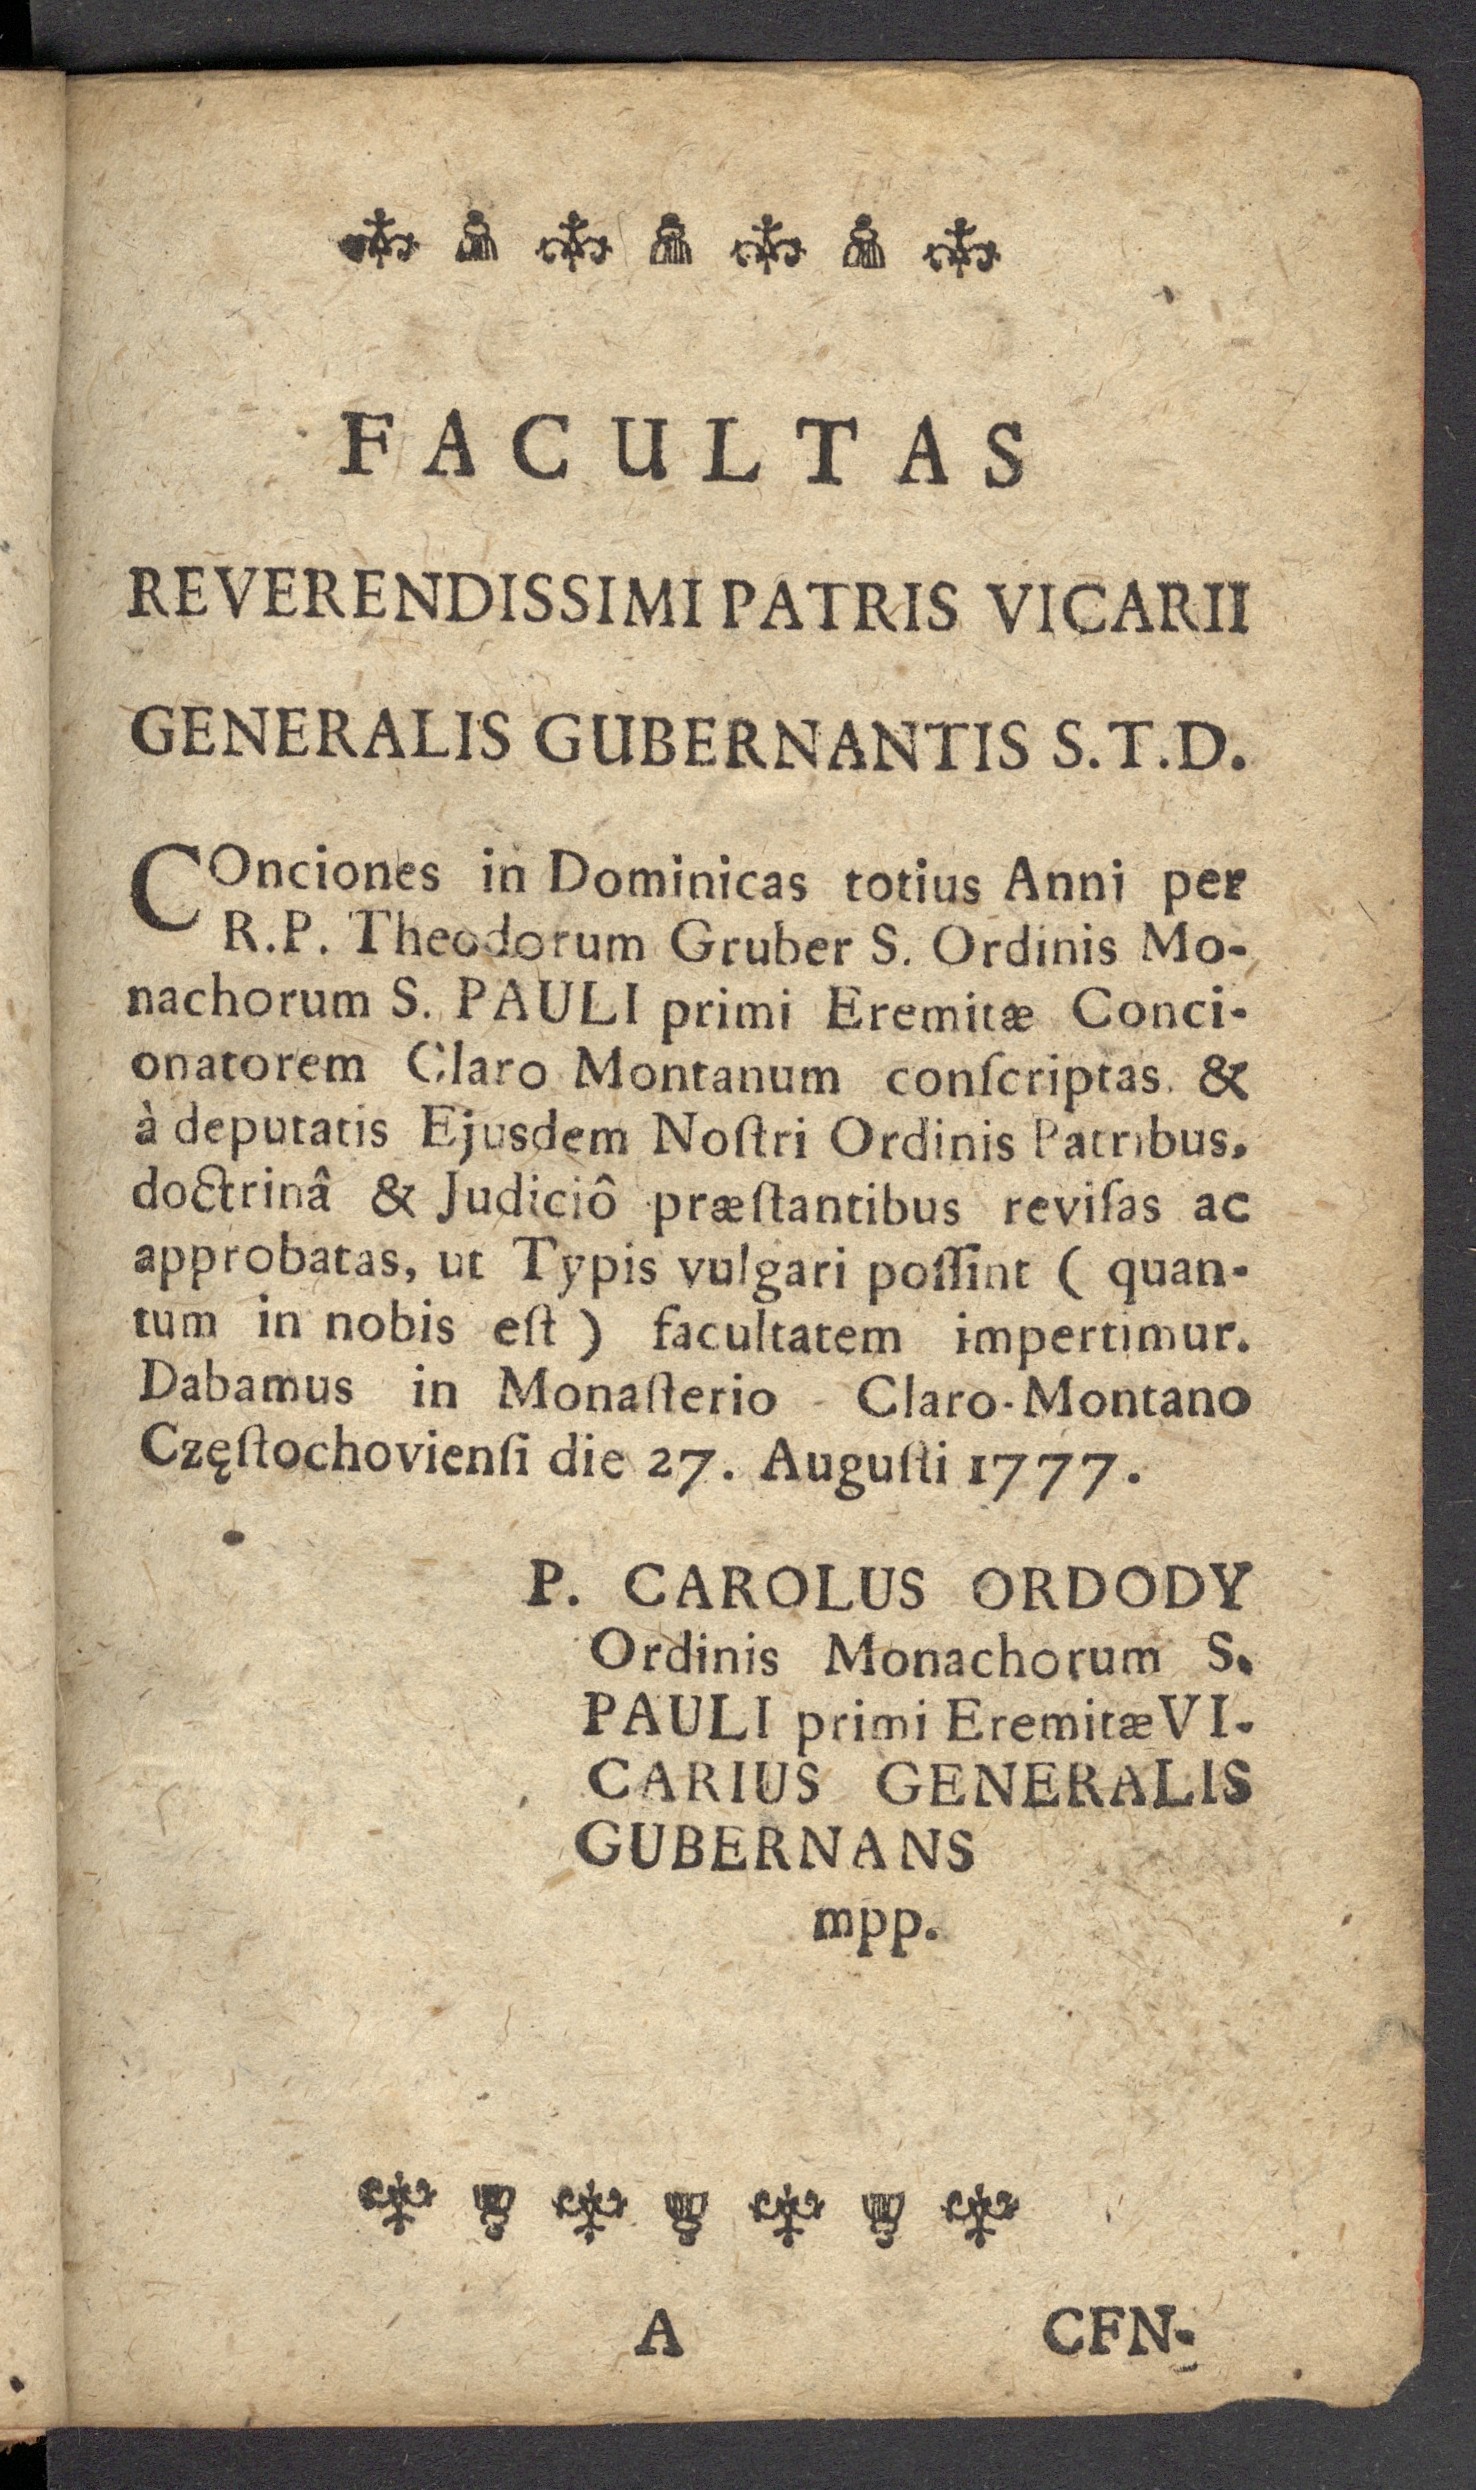 FACULTAS
REVERENDISSIMI PATRIS VICARII
GENERALIS GUBERNANTIS S.T.D.
COnciones in Dominicas totius Anni per
R.P. Theodorum Gruber S. Ordinis Mo-
nachorum S. PAULI primi Eremitæ Conci-
onatorem Claro Montanum conſcriptas. &
à deputatis Ejusdem Noſtri Ordinis Patribus,
doctrinâ & Judiciô præſtantibus reviſas ac
approbatas, ut Typis vulgari poſſint ( quan-
tum in nobis eſt ) facultatem impertimur.
Dabamus in Monaſterio Claro-Montano
Częſtochovienſi die 27. Auguſti 1777.
P. CAROLUS ORDODY
Ordinis Monachorum S.
PAULI primi Eremitæ VI-
CARIUS GENERALIS
GUBERNANS
mpp.
A CFN-